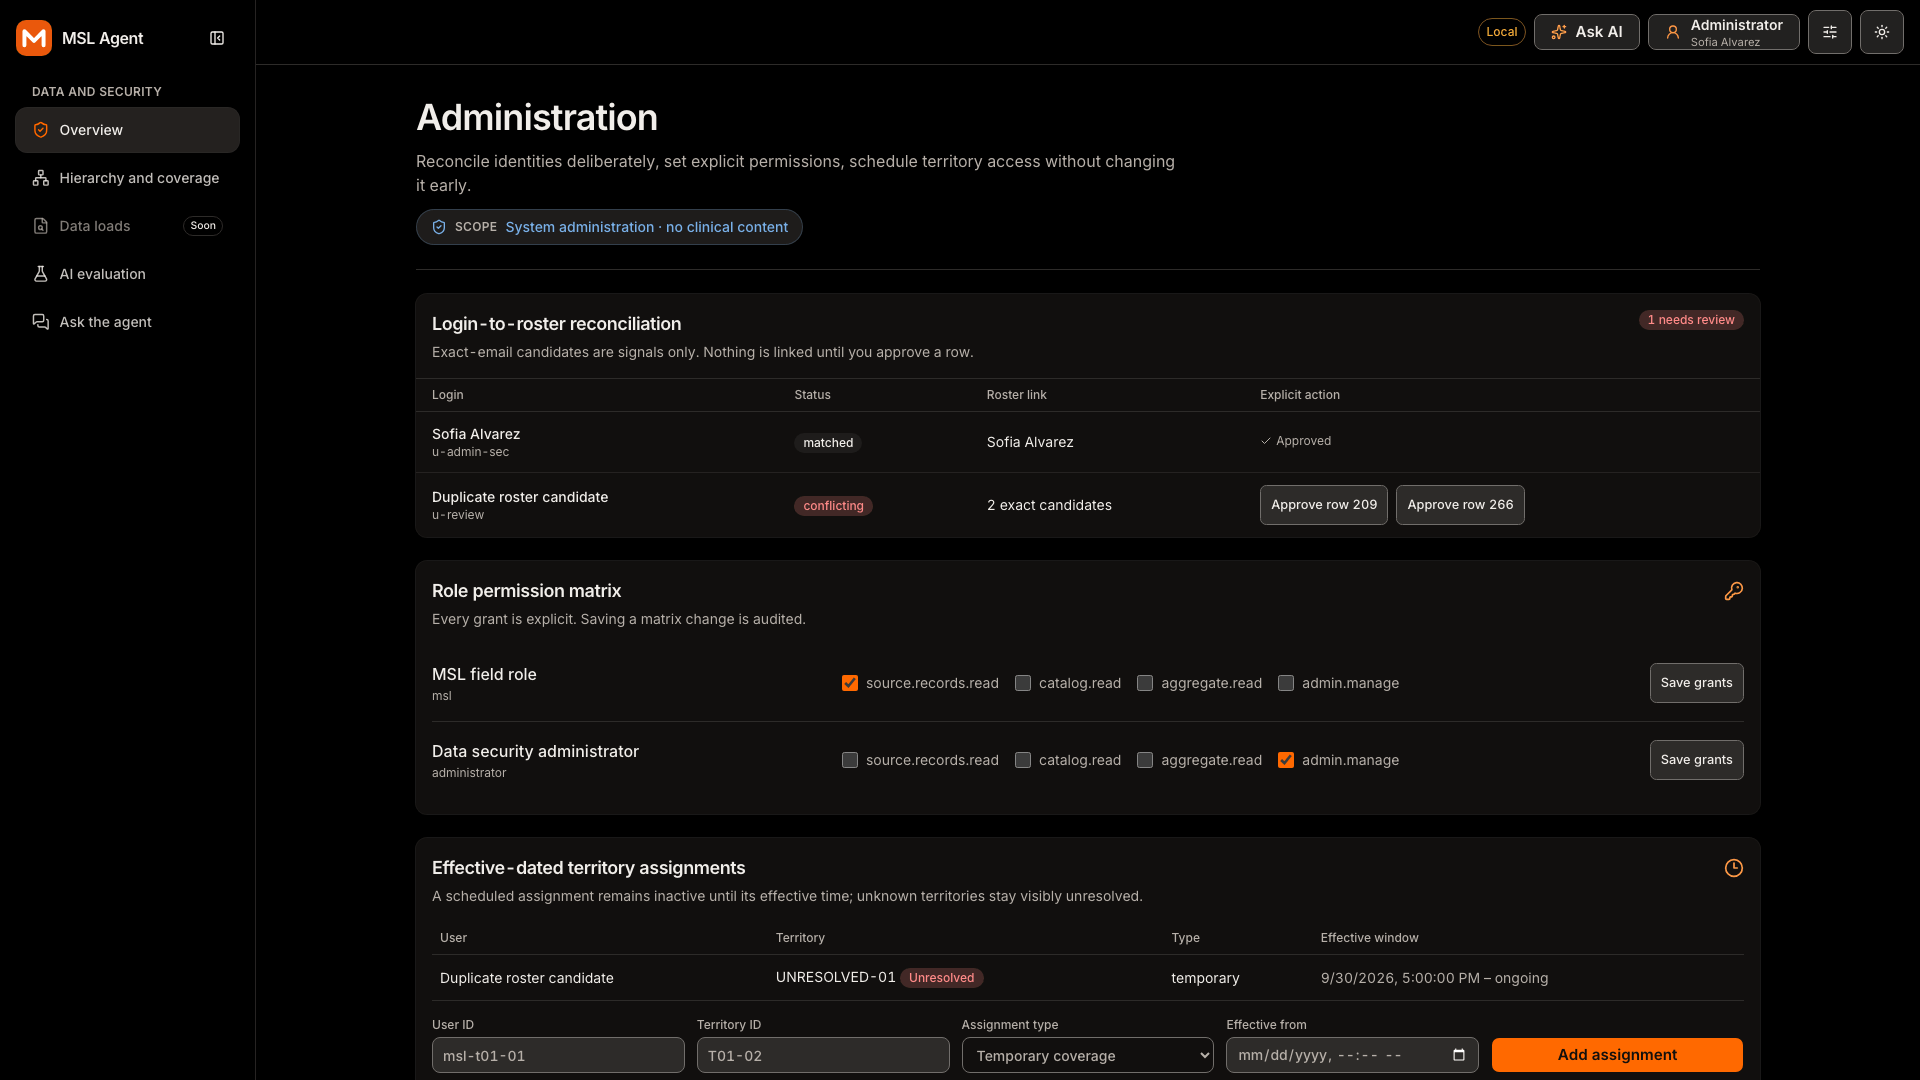 MSL Agent
Local
Ask AI
Administrator
Sofia Alvarez
DATA AND SECURITY
Overview
Hierarchy and coverage
Data loads
Soon
AI evaluation
Ask the agent
Administration
Reconcile identities deliberately, set explicit permissions, schedule territory access without changing
it early.
SCOPE System administration · no clinical content
Login-to-roster reconciliation
1 needs review
Exact-email candidates are signals only. Nothing is linked until you approve a row.
Login Status Roster link Explicit action
Sofia Alvarez
u-admin-sec
matched
Sofia Alvarez
Approved
Duplicate roster candidate
u-review
conflicting
2 exact candidates
Approve row 209
Approve row 266
Role permission matrix
Every grant is explicit. Saving a matrix change is audited.
MSL field role
msl
source.records.read catalog.read aggregate.read admin.manage
Save grants
Data security administrator
administrator
source.records.read catalog.read aggregate.read admin.manage
Save grants
Effective-dated territory assignments
A scheduled assignment remains inactive until its effective time; unknown territories stay visibly unresolved.
User Territory Type Effective window
Duplicate roster candidate UNRESOLVED-01 Unresolved temporary 9/30/2026, 5:00:00 PM – ongoing
User ID Territory ID Assignment type Effective from
msl-t01-01 T01-02 Temporary coverage mm/dd/yyyy, --:-- -- Add assignment